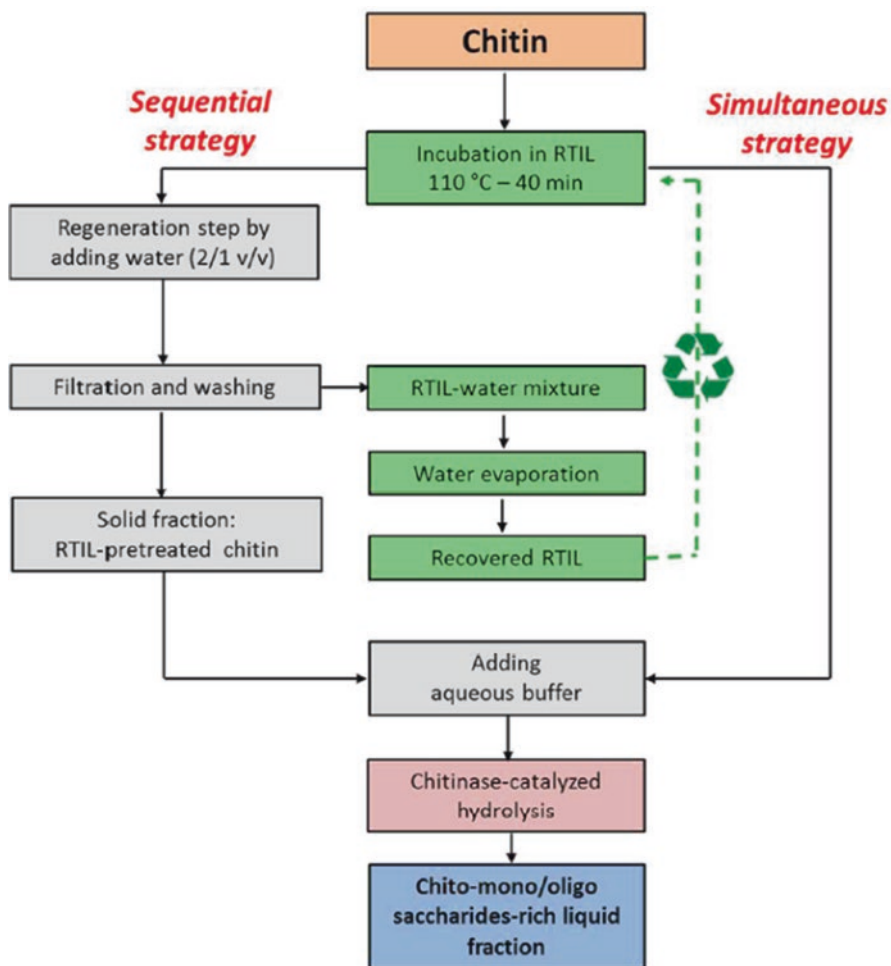 Chitin
Sequential
strategy
Simultaneous
strategy
Incubation in RTIL
110 °C – 40 min
Regeneration step by
adding water (2/1 v/v)
Filtration and washing
RTIL-water mixture
Water evaporation
Solid fraction:
RTIL-pretreated chitin
Recovered RTIL
Adding
aqueous buffer
Chitinase-catalyzed
hydrolysis
Chito-mono/oligo
saccharides-rich liquid
fraction